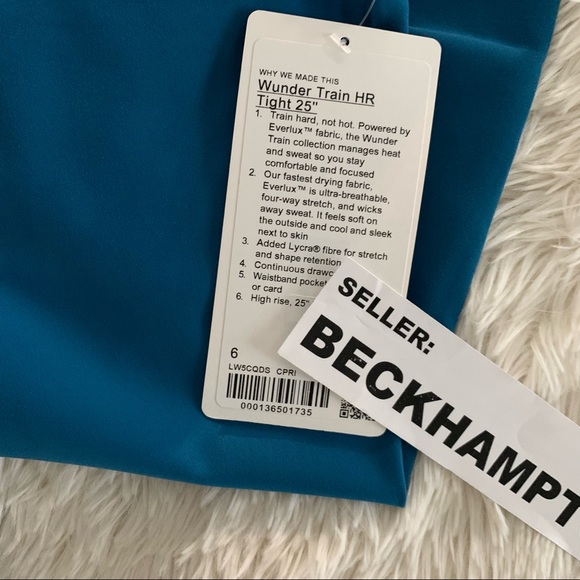 WHY WE MADE THIS
Wunder Train HR
Tight 25"
1. Train hard, not hot. Powered by
Everlux™ fabric, the Wunder
Train collection manages heat
and sweat so you stay
comfortable and focused
2. Our fastest drying fabric,
Everlux™ is ultra-breathable,
four-way stretch, and wicks
away sweat. It feels soft on
the outside and cool and sleek
next to skin
3. Added Lycra® fibre for stretch
and shape retention
4. Continuous drawc
5. Waistband pocket
or card
6. High rise, 25"
6
LW5CQDS CPRI
000136501735
SELLER:
BECKHAMPT